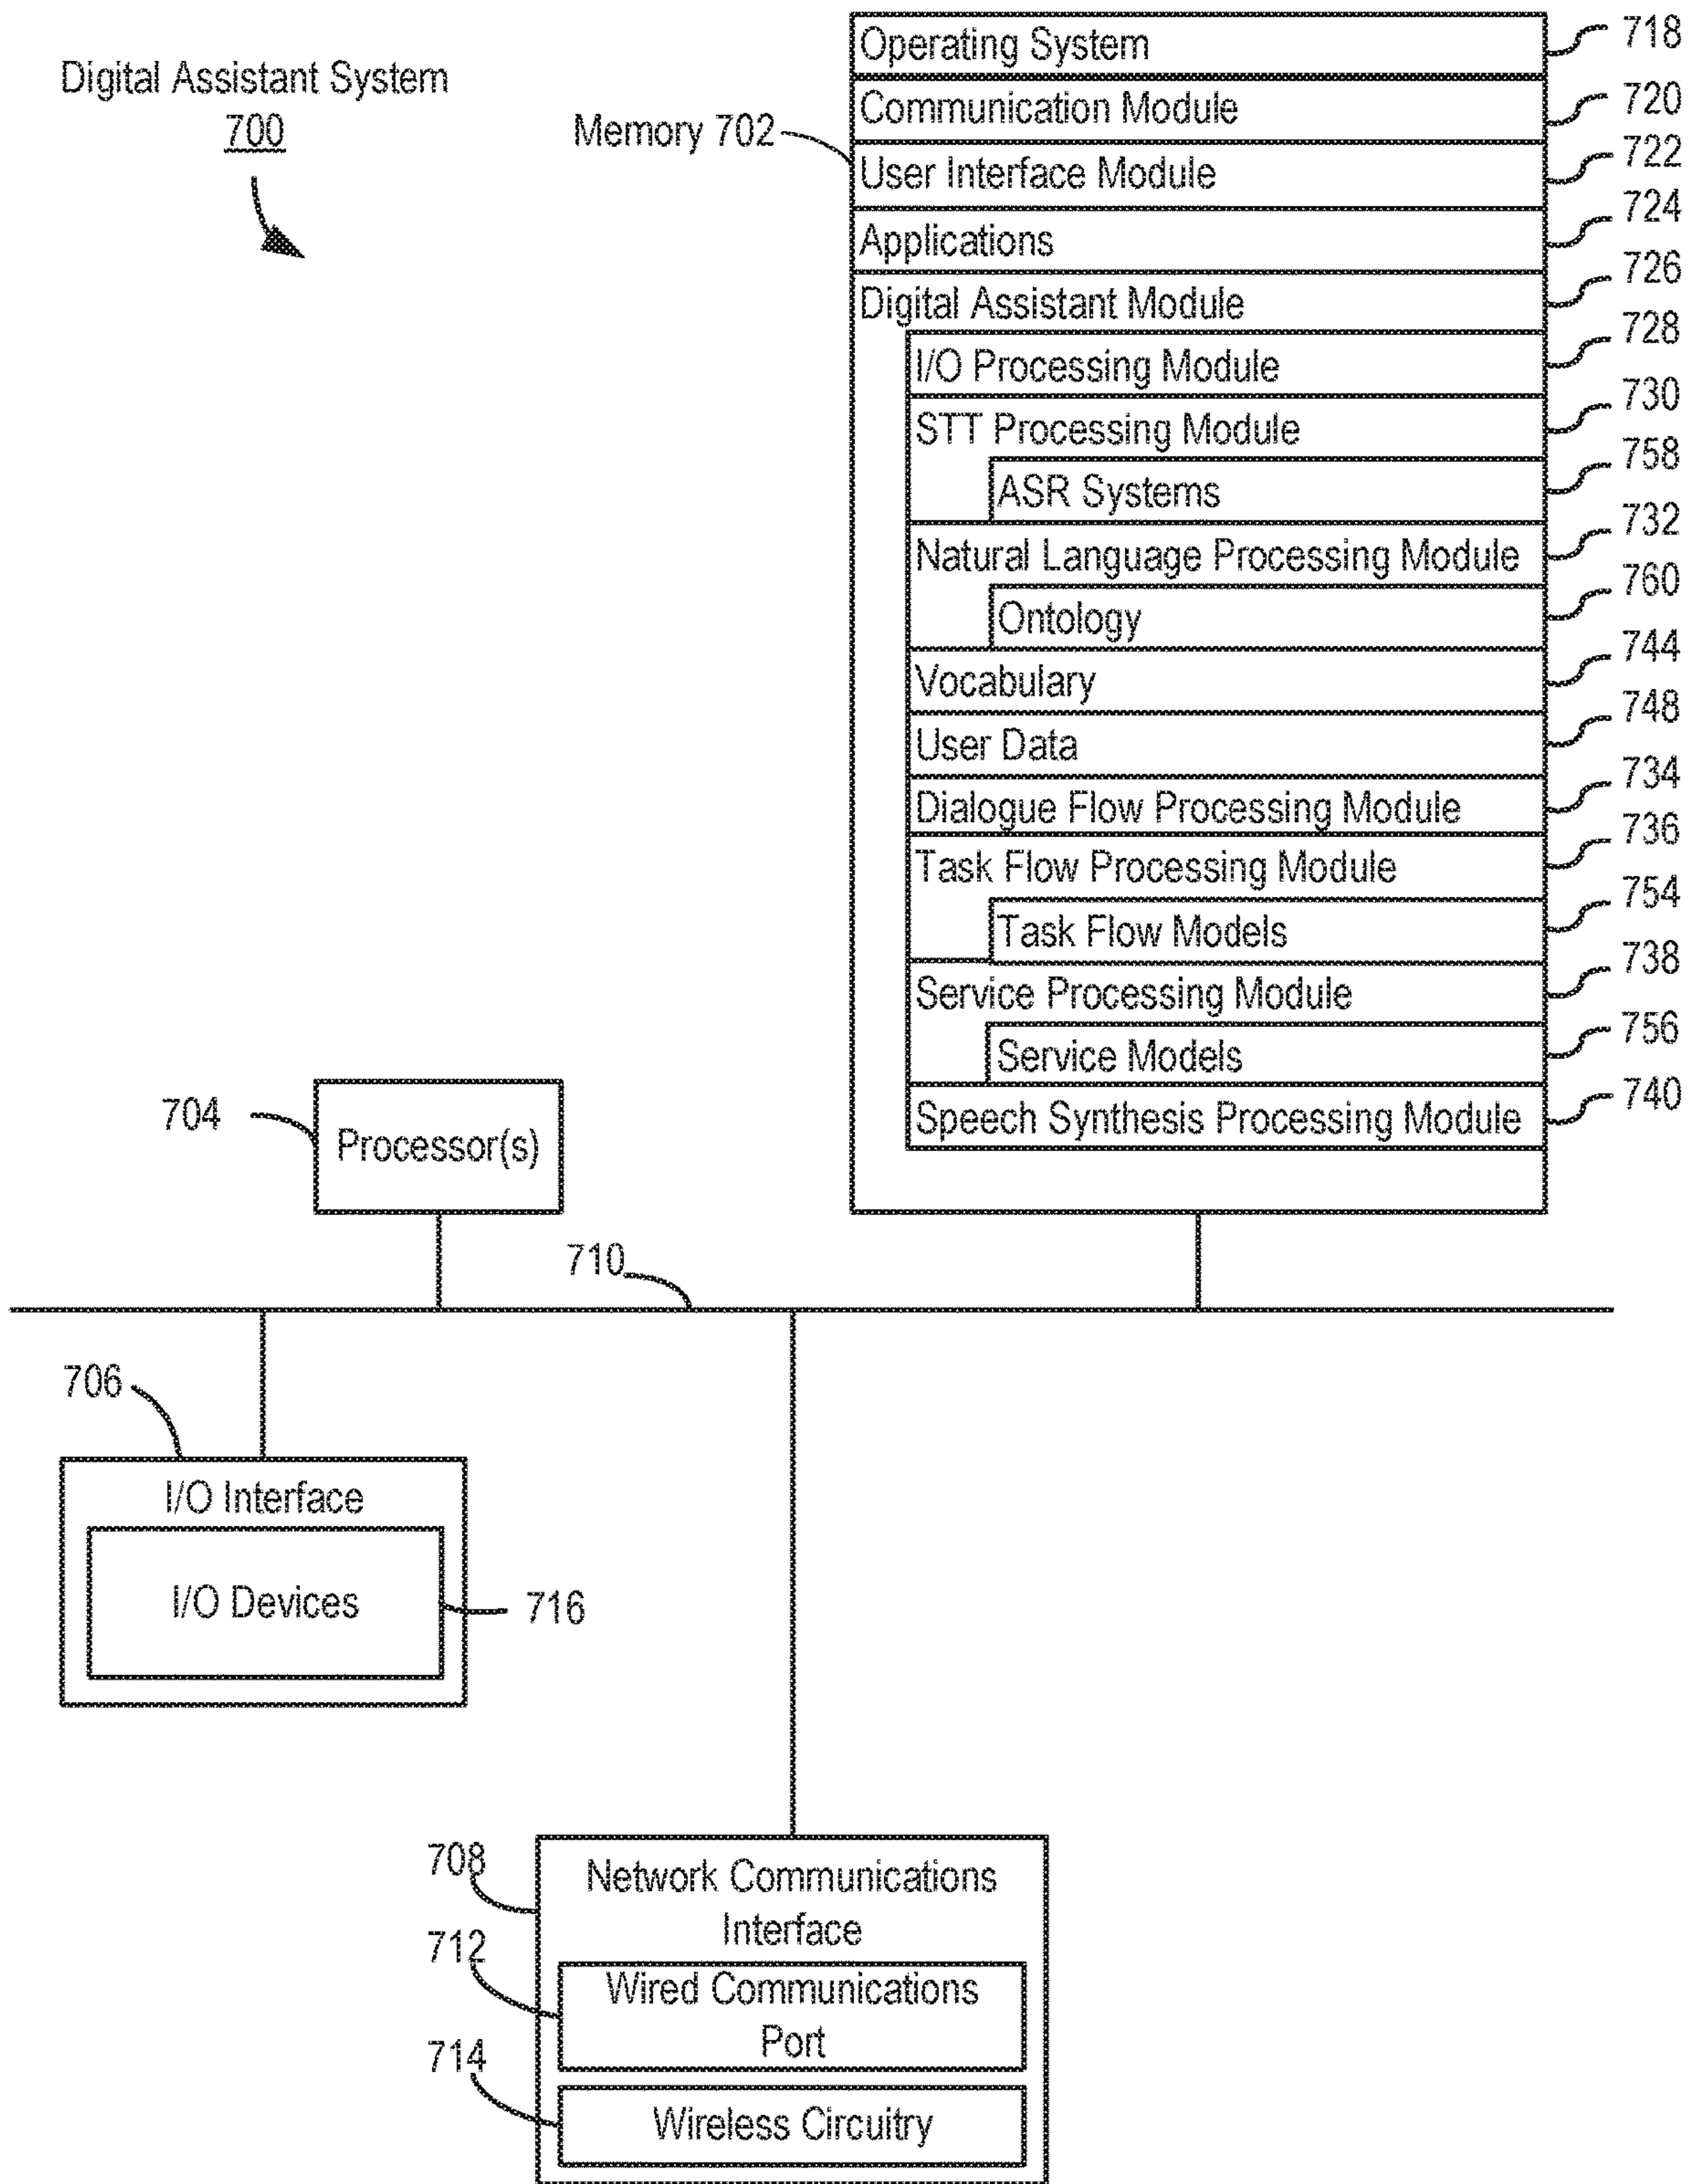 Digital Assistant System
700
Memory 702
Operating System 718
Communication Module 720
User Interface Module 722
Applications 724
Digital Assistant Module 726
I/O Processing Module 728
STT Processing Module 730
ASR Systems 758
Natural Language Processing Module 732
Ontology 760
Vocabulary 744
User Data 748
Dialogue Flow Processing Module 734
Task Flow Processing Module 736
Task Flow Models 754
Service Processing Module 738
Service Models 756
Speech Synthesis Processing Module 740
704
Processor(s)
710
706
I/O Interface
I/O Devices
716
708
Network Communications
Interface
712
Wired Communications
Port
714
Wireless Circuitry